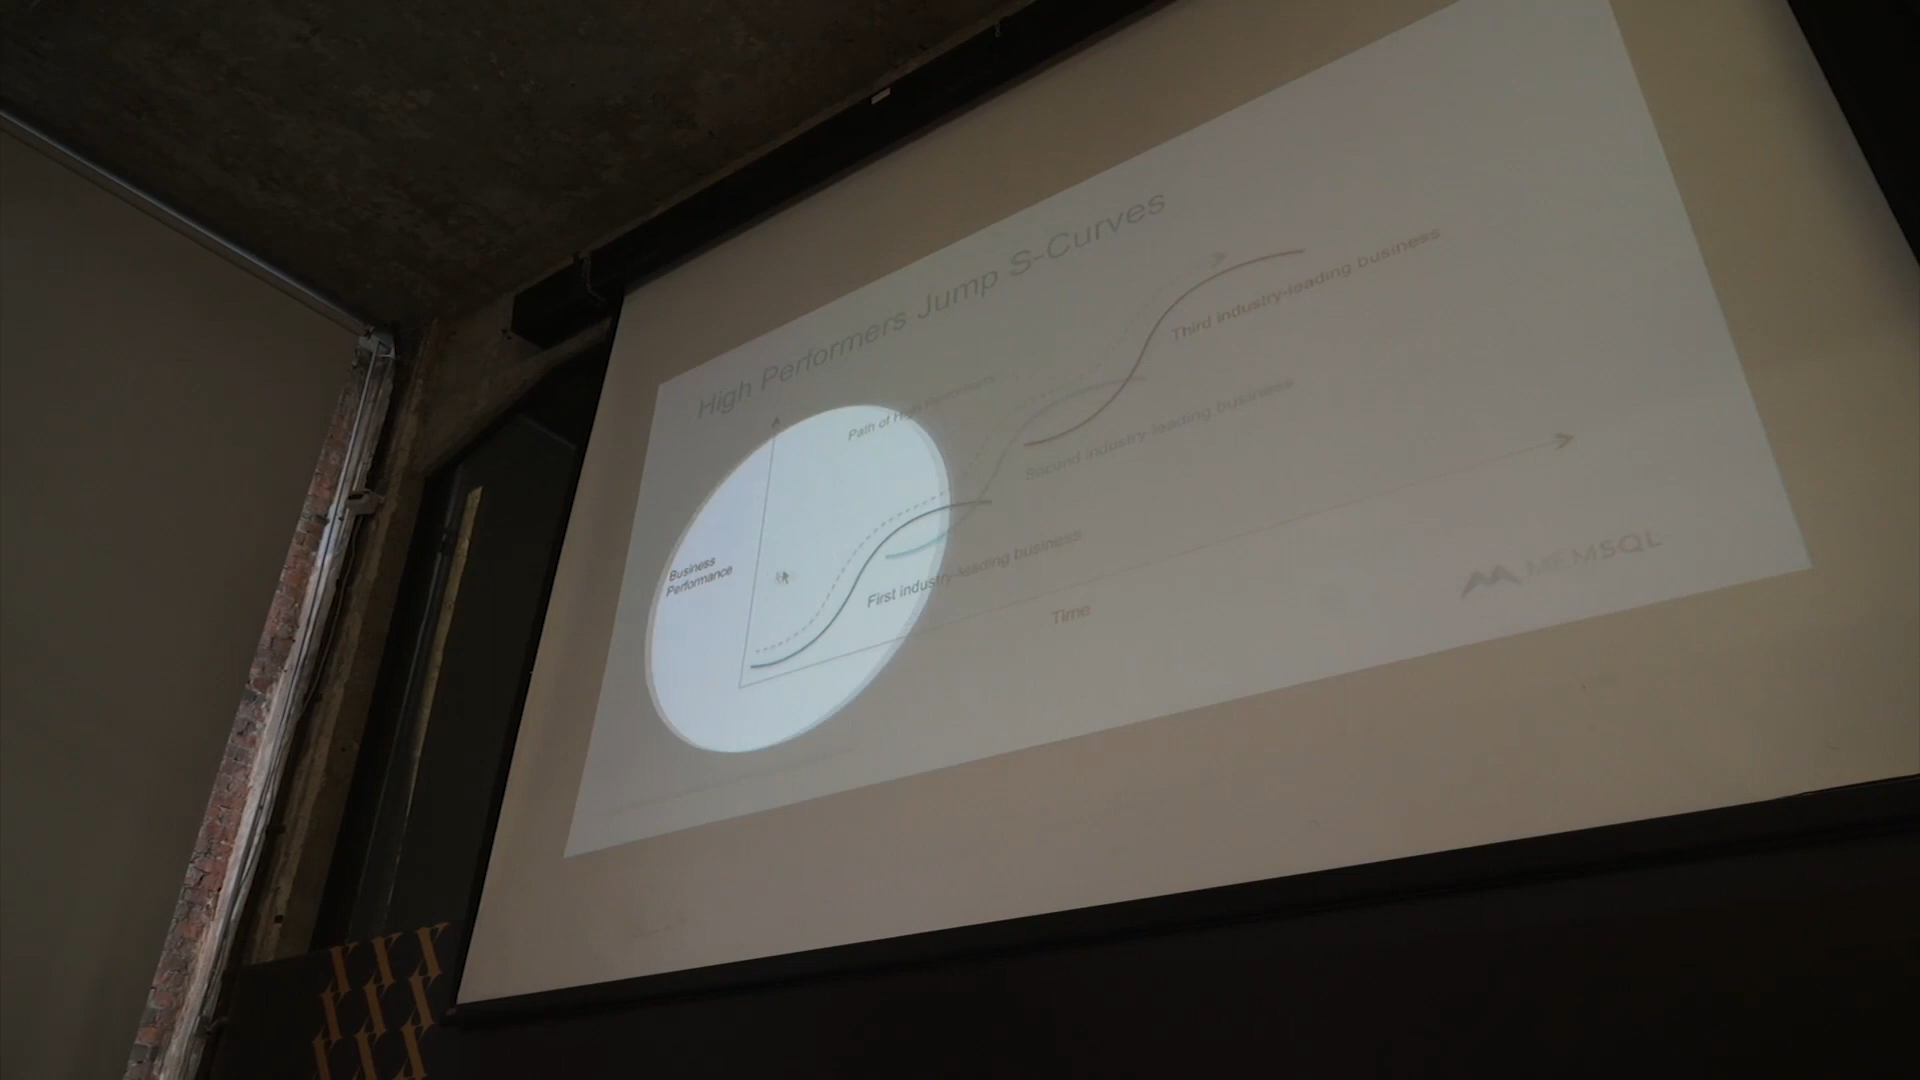 High Performers Jump S-Curves
Path of High Performers
Third industry-leading business
Second industry-leading business
Business
Performance
First industry-leading business
Time
MEMSQL